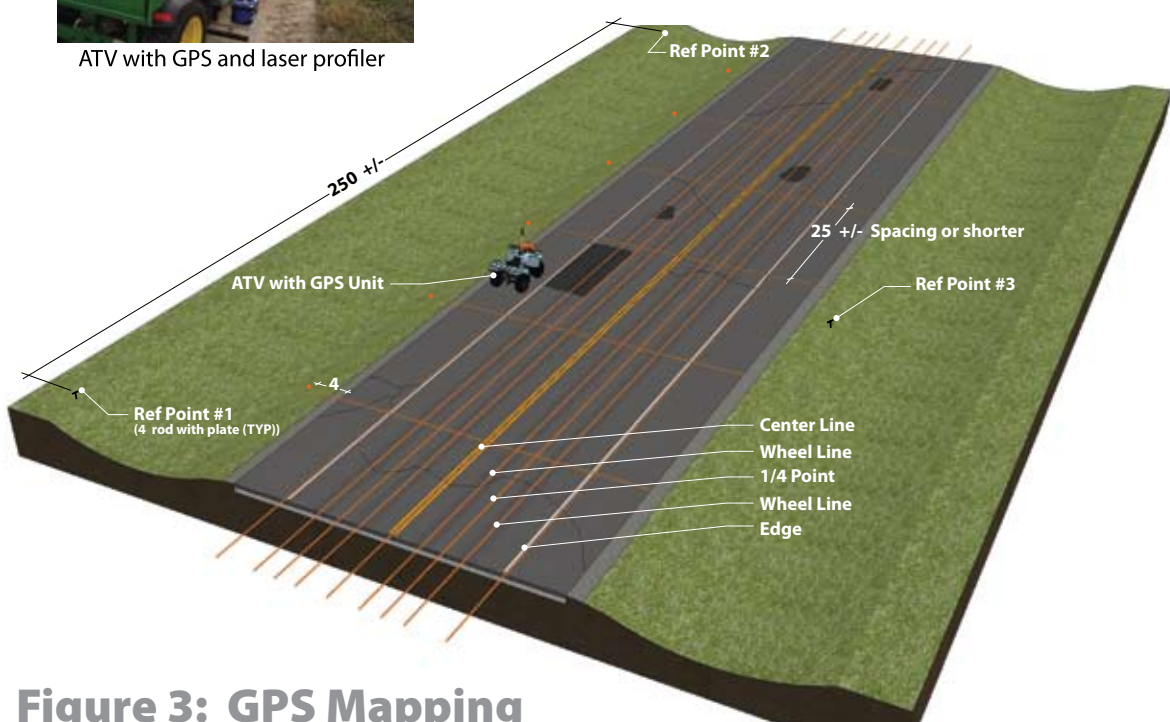 ATV with GPS and laser profiler
Ref Point #2
250 +/-
25 +/- Spacing or shorter
ATV with GPS Unit
Ref Point #3
4
Ref Point #1
(4 rod with plate (TYP))
Center Line
Wheel Line
1/4 Point
Wheel Line
Edge
Figure 3: GPS Mapping